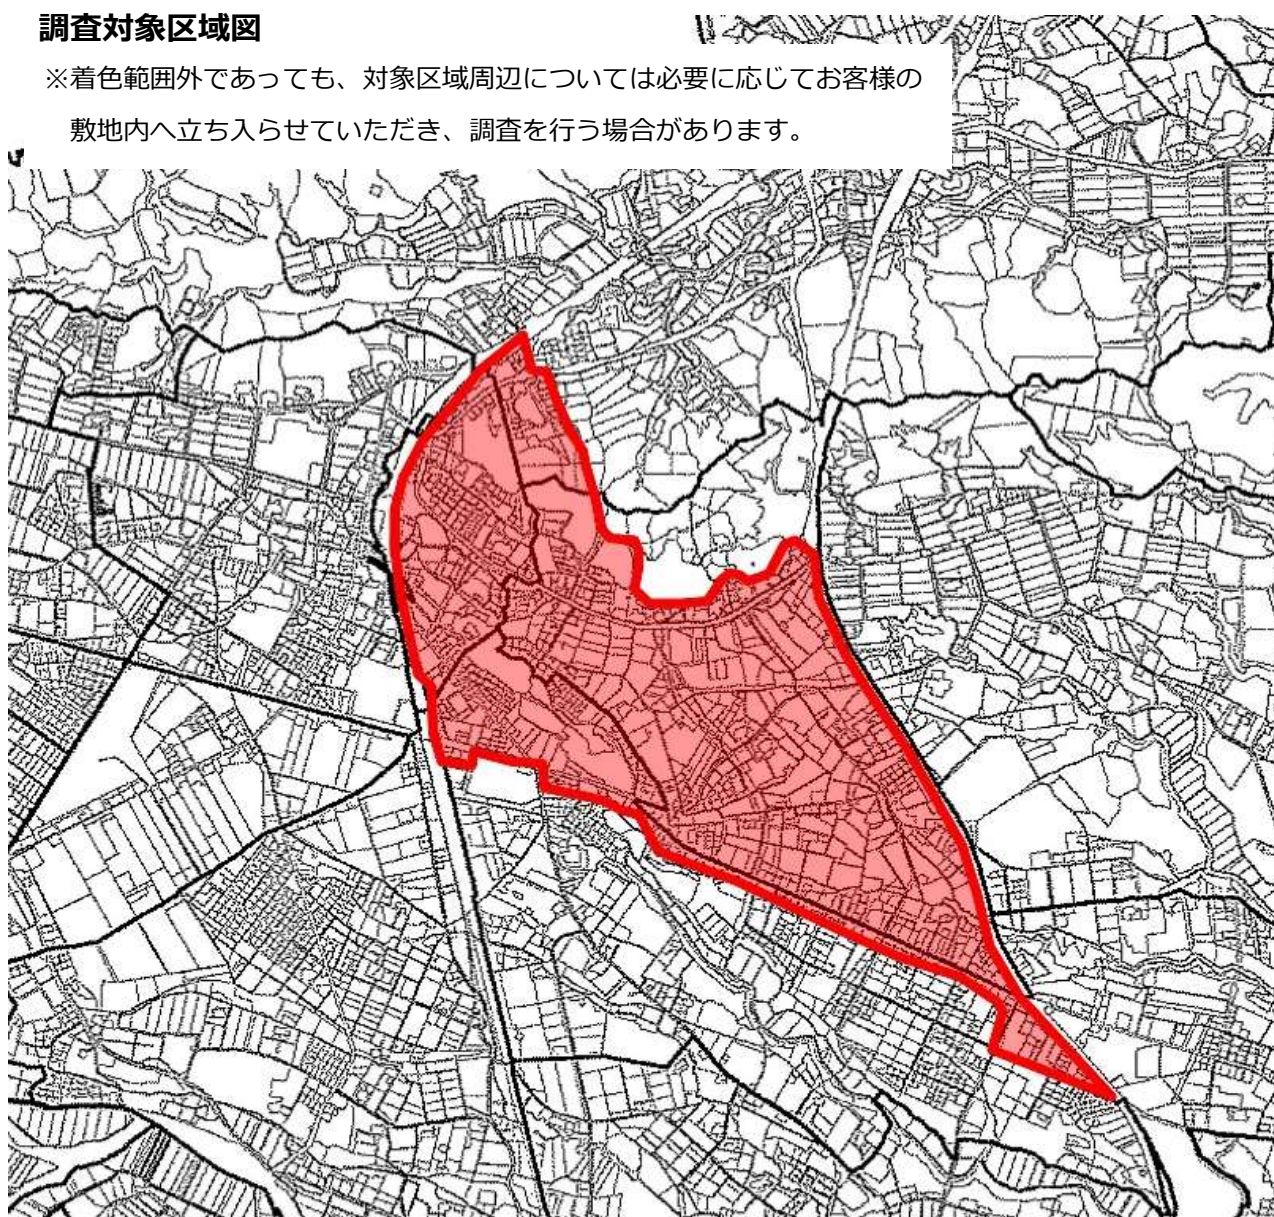 調査対象区域図
※着色範囲外であっても、対象区域周辺については必要に応じてお客様の
敷地内へ立ち入らせていただき、調査を行う場合があります。